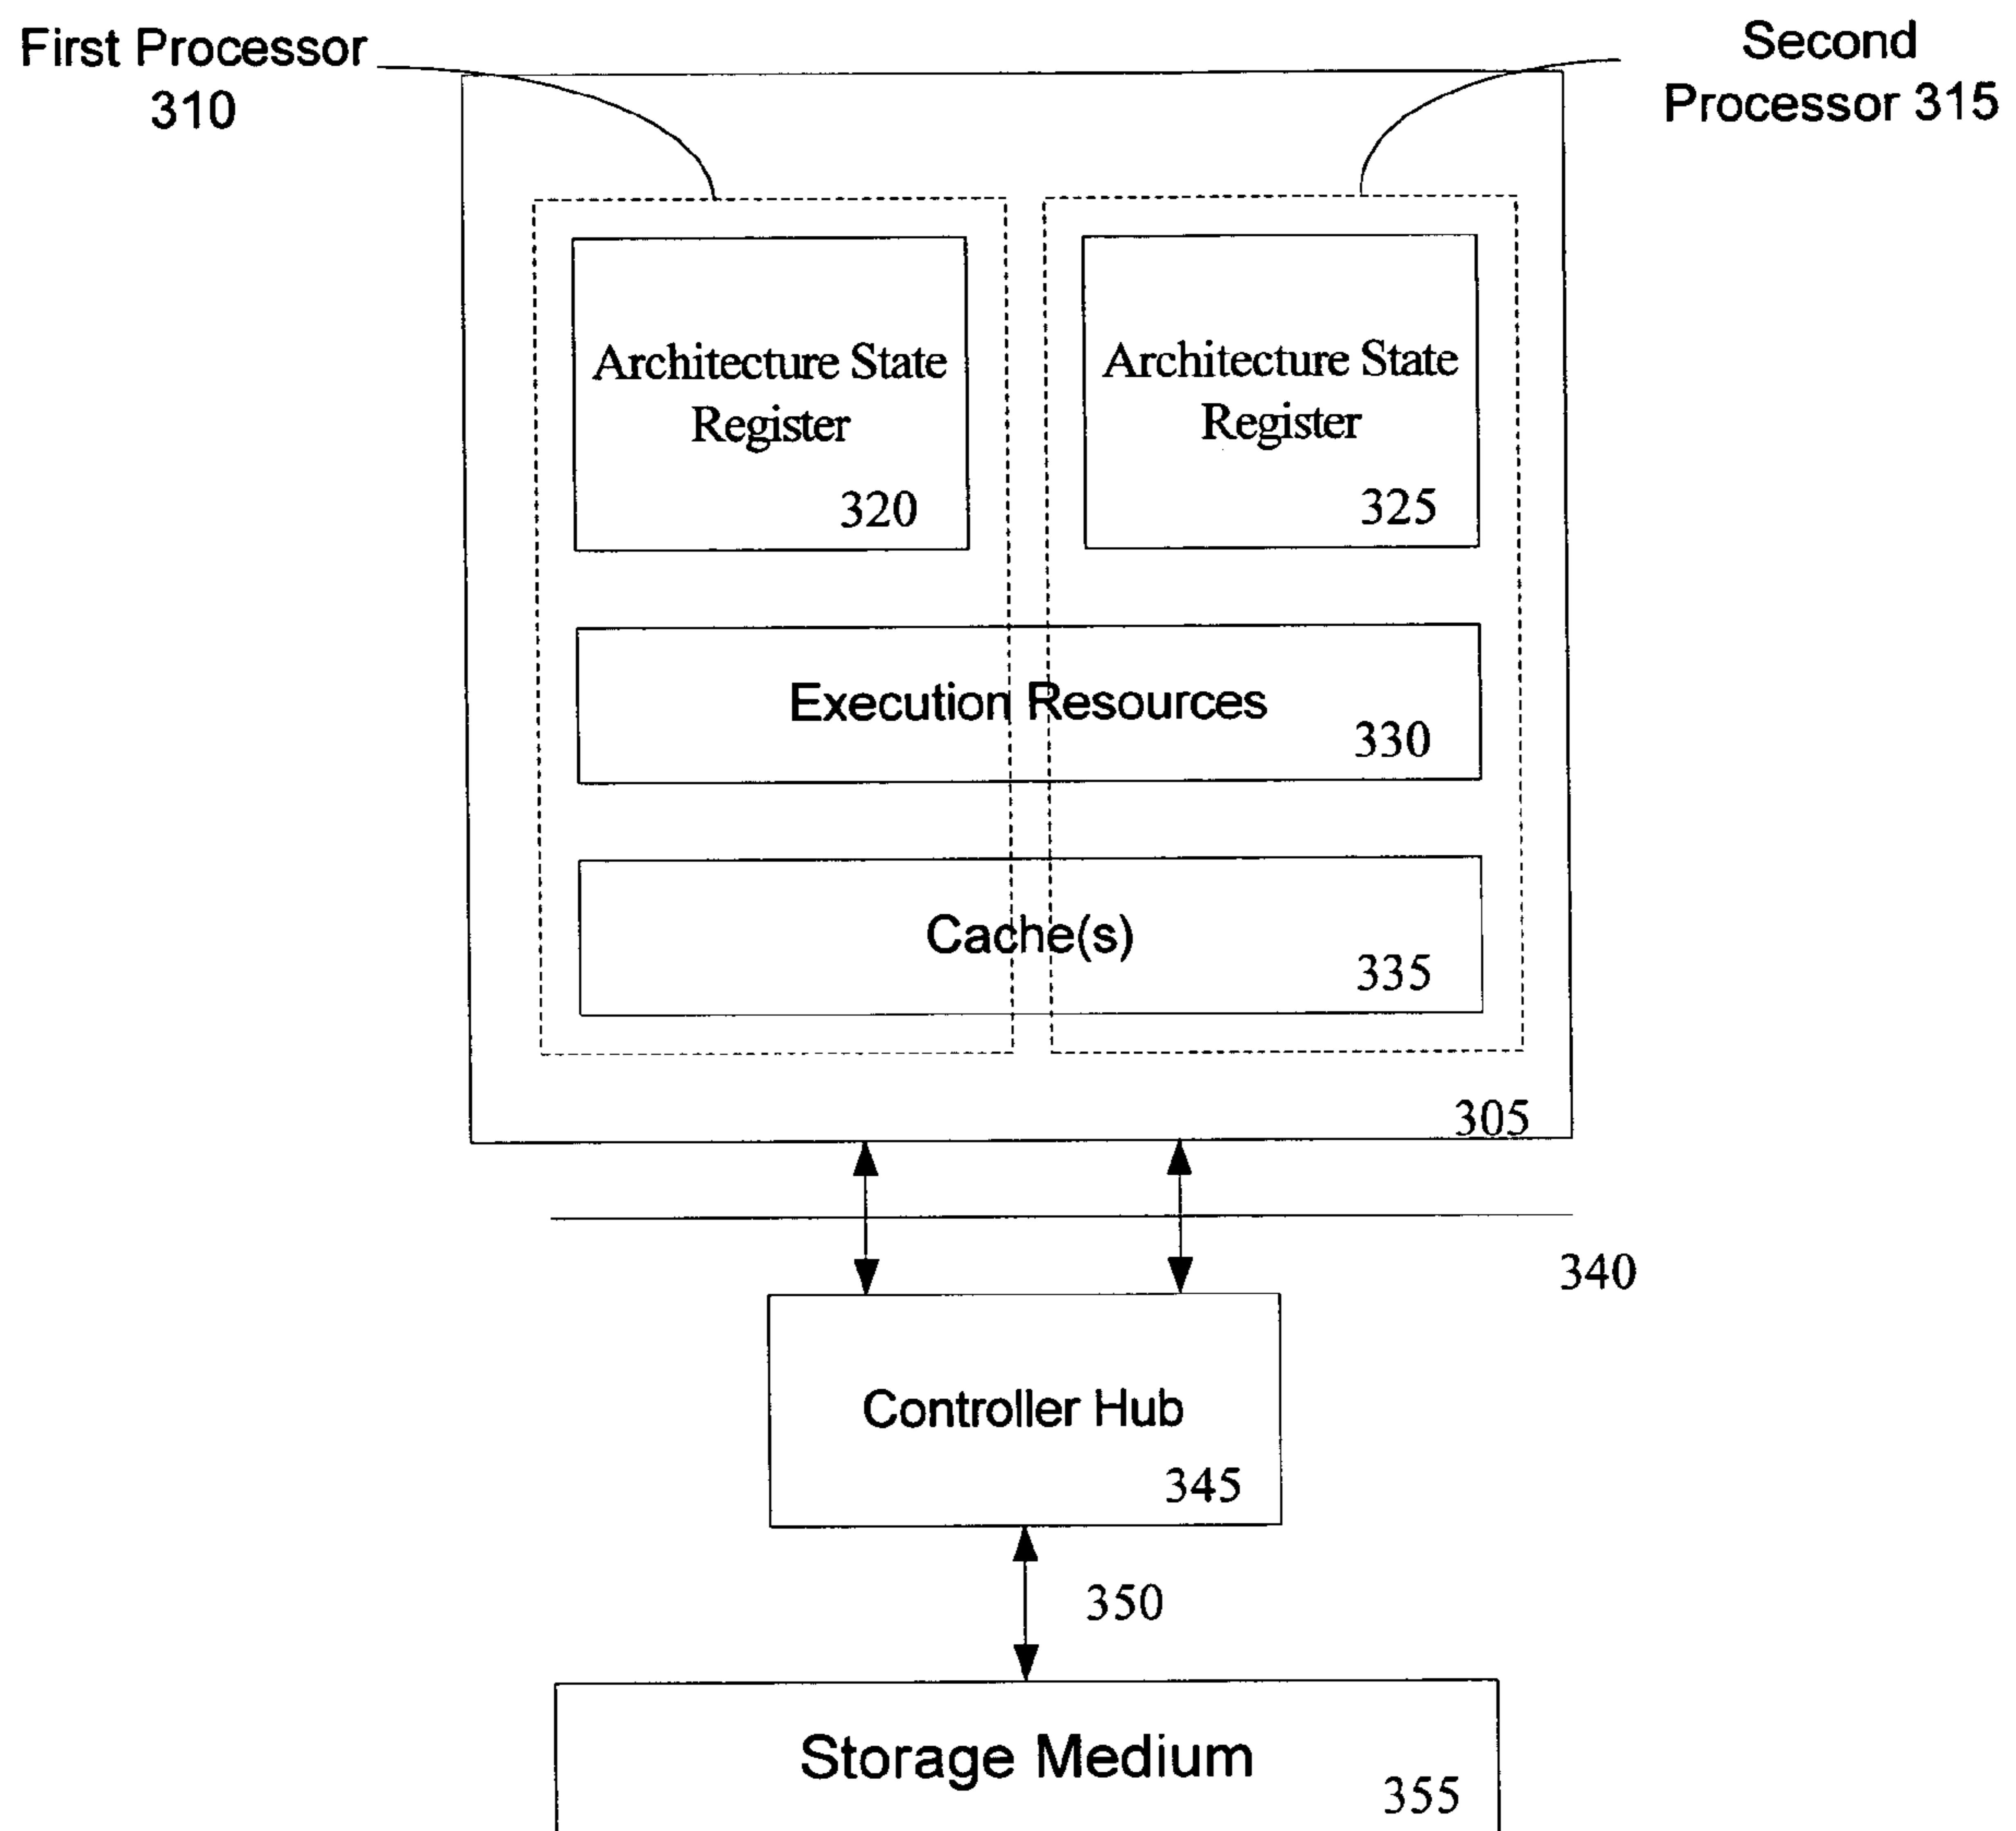 First Processor
310
Second
Processor 315
Architecture State
Register
320
Architecture State
Register
325
Execution Resources
330
Cache(s)
335
305
340
Controller Hub
345
350
Storage Medium
355